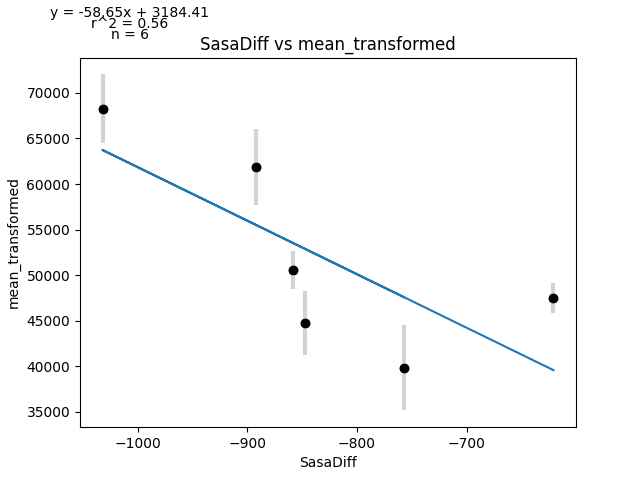 y = -58.65x + 3184.41
r^2 = 0.56
n = 6
SasaDiff vs mean_transformed
70000
65000
60000
55000
50000
45000
40000
35000
mean_transformed
−1000
−900
−800
−700
SasaDiff